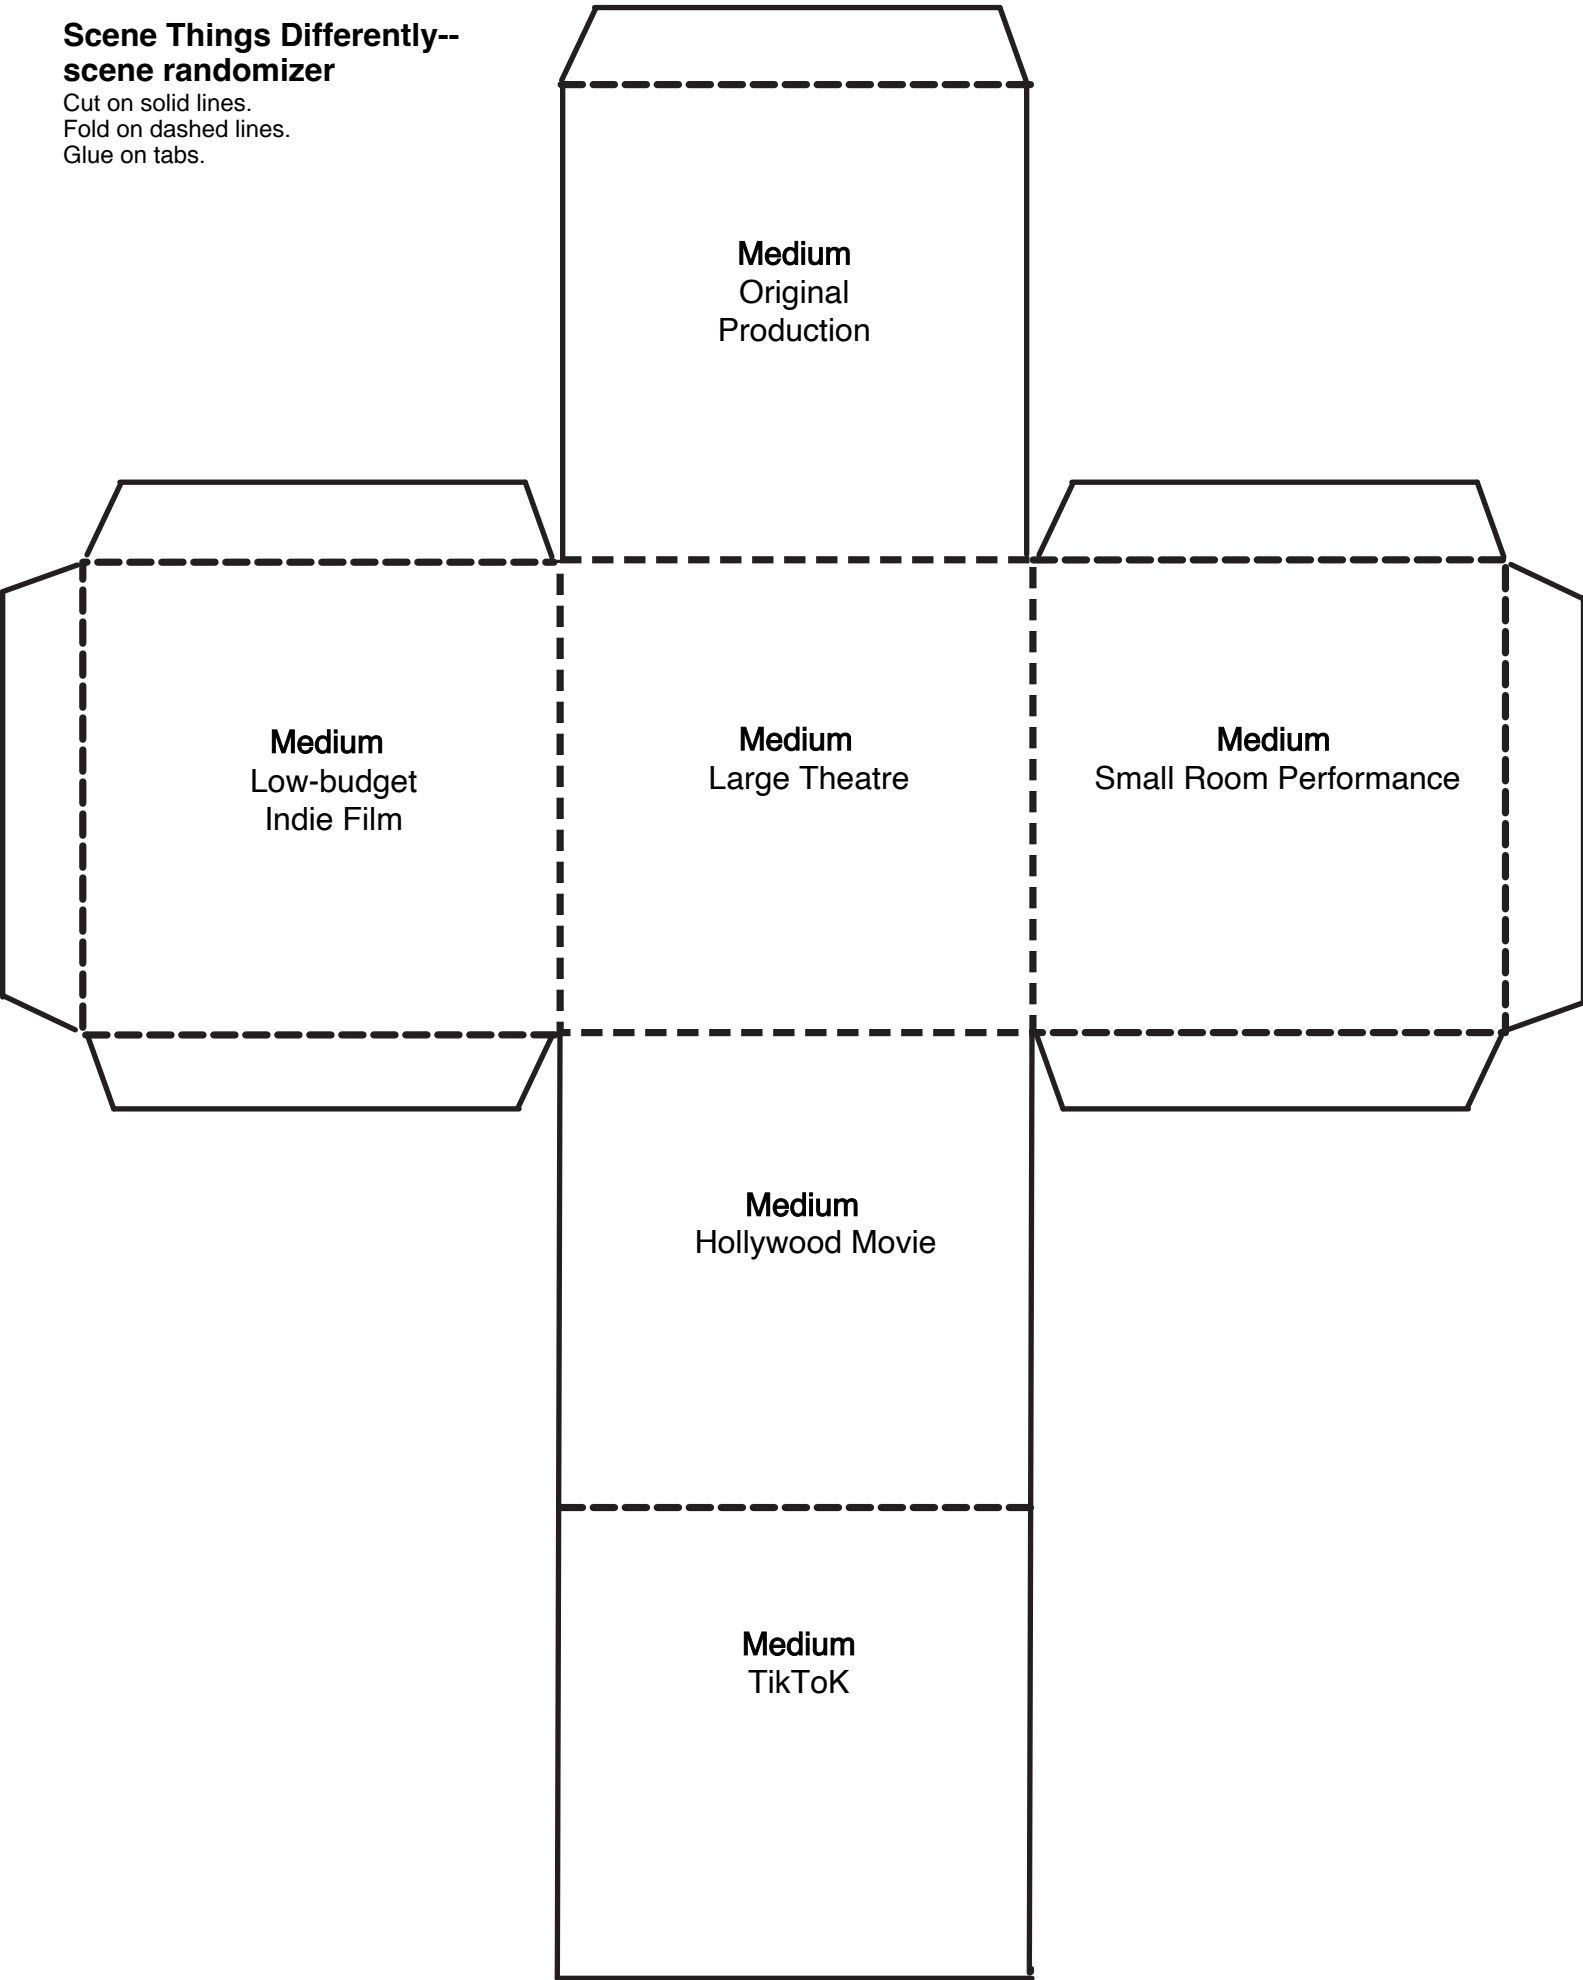 Scene Things Differently--
scene randomizer
Cut on solid lines.
Fold on dashed lines.
Glue on tabs.
Medium
Original
Production
Medium
Low-budget
Indie Film
Medium
Large Theatre
Medium
Small Room Performance
Medium
Hollywood Movie
Medium
TikToK